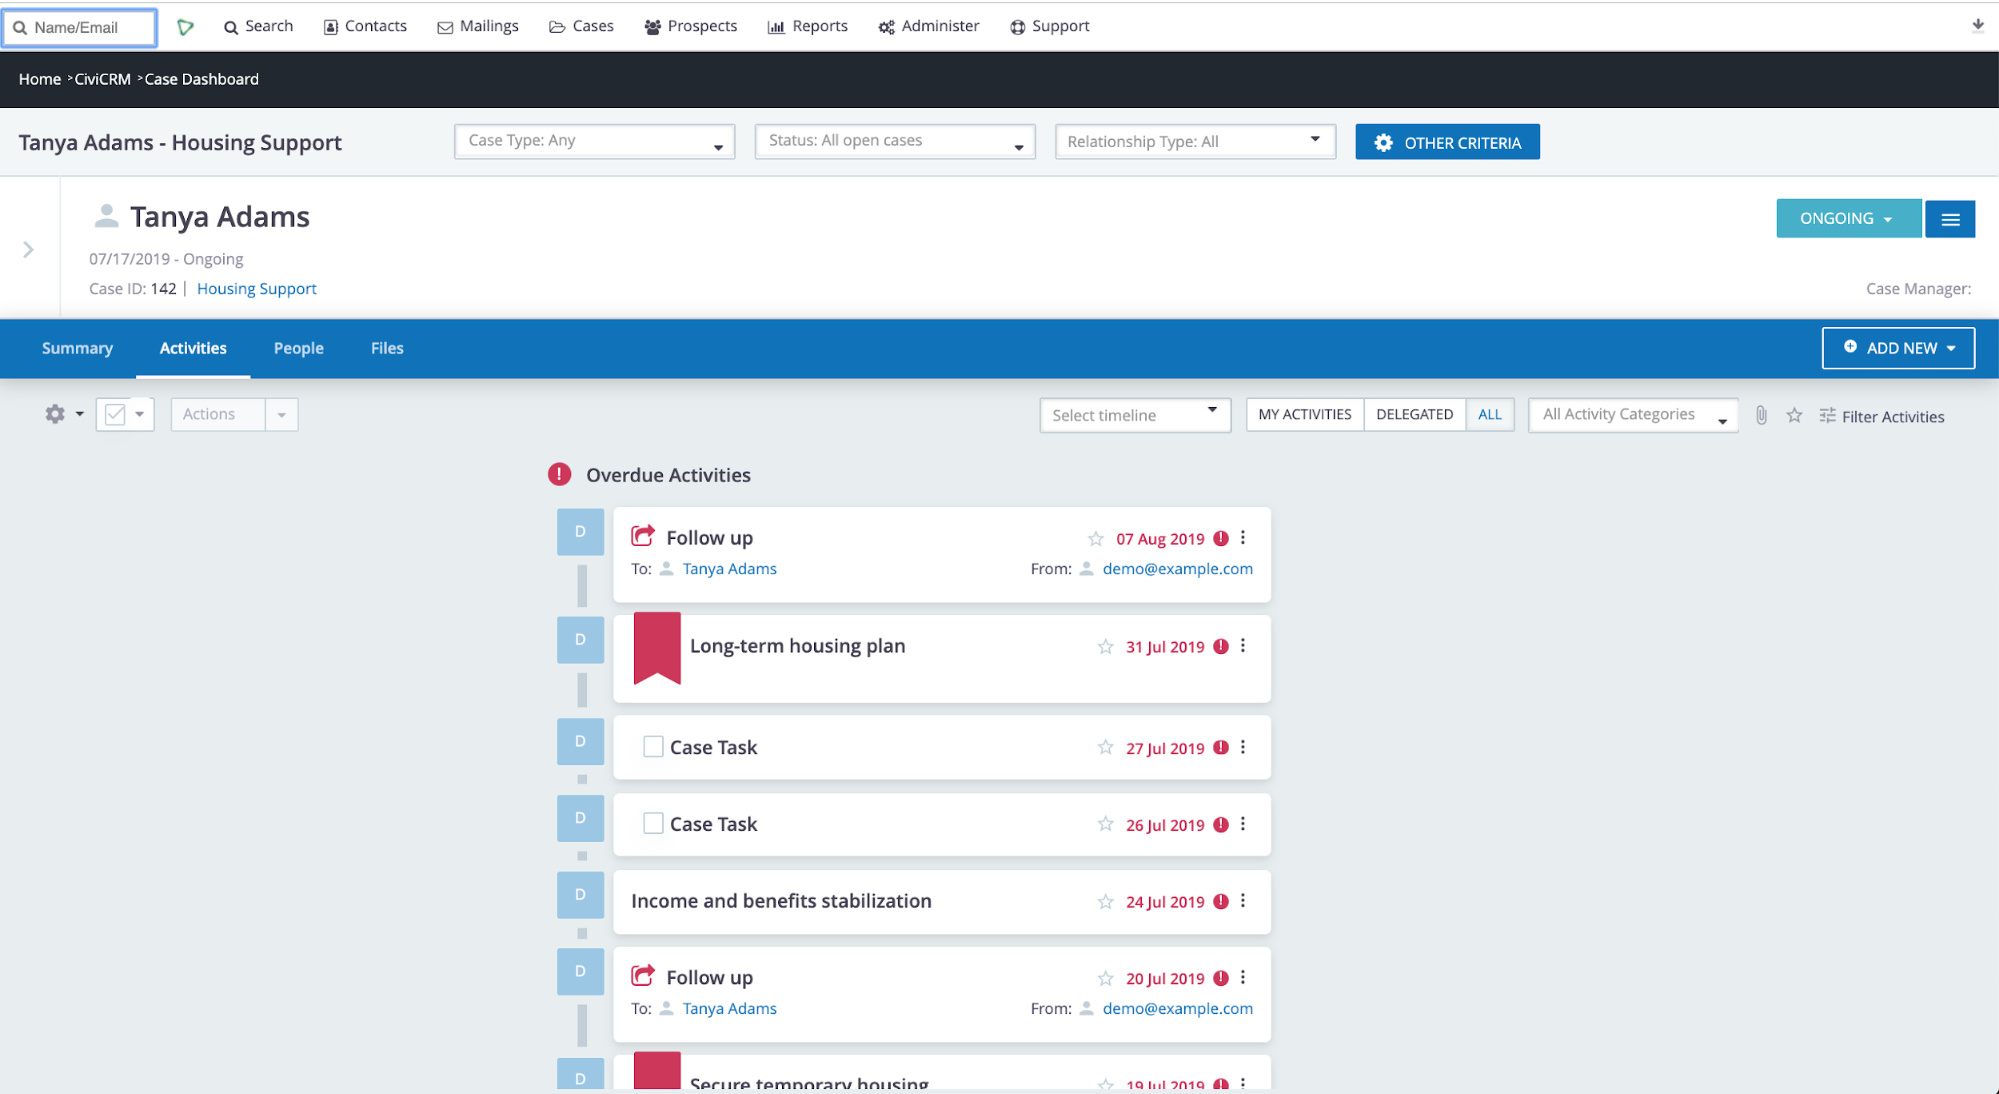 Name/Email Search Contacts Mailings Cases Prospects Reports Administer Support
Home > CiviCRM > Case Dashboard
Tanya Adams - Housing Support Case Type: Any Status: All open cases Relationship Type: All OTHER CRITERIA
Tanya Adams ONGOING
07/17/2019 - Ongoing
Case ID: 142 | Housing Support Case Manager:
Summary Activities People Files ADD NEW
Actions Select timeline MY ACTIVITIES DELEGATED ALL All Activity Categories Filter Activities
! Overdue Activities
D Follow up 07 Aug 2019 !
To: Tanya Adams From: demo@example.com
D Long-term housing plan 31 Jul 2019 !
D Case Task 27 Jul 2019 !
D Case Task 26 Jul 2019 !
D Income and benefits stabilization 24 Jul 2019 !
D Follow up 20 Jul 2019 !
To: Tanya Adams From: demo@example.com
D Secure temporary housing 19 Jul 2019 !